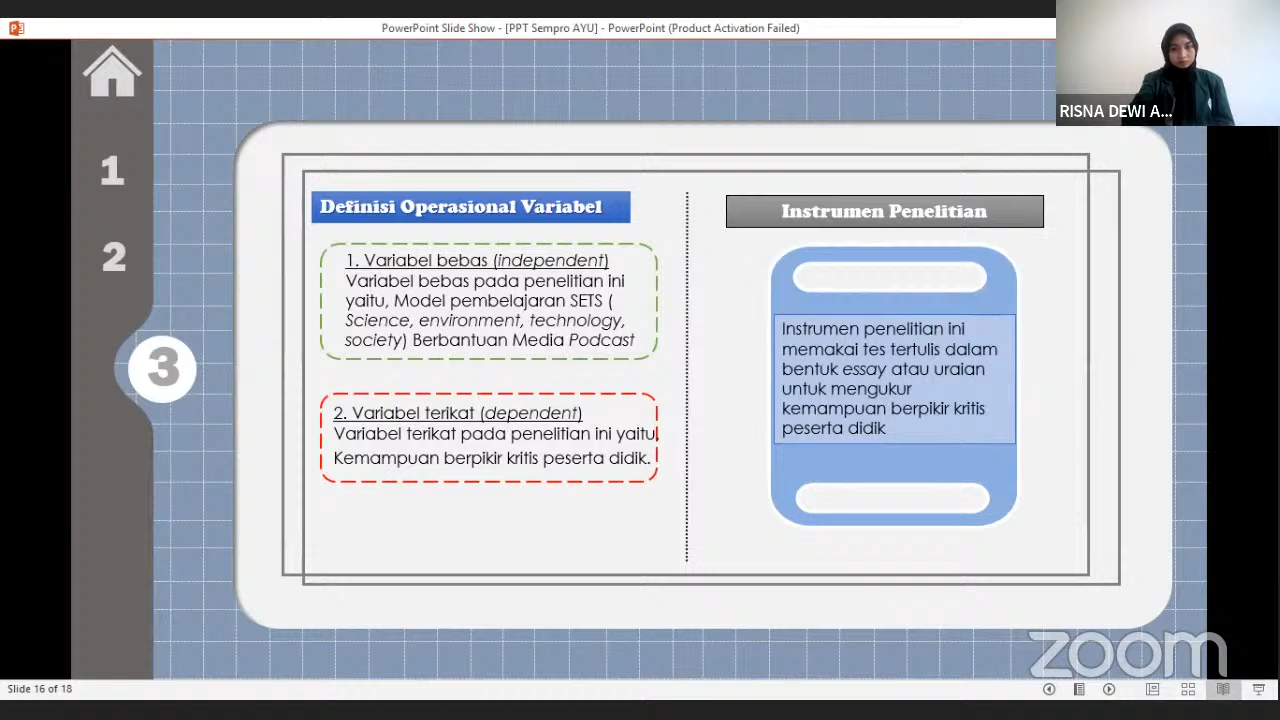 PowerPoint Slide Show - [PPT Sempro AYU] - PowerPoint (Product Activation Failed)
RISNA DEWI A...
1
2
3
Definisi Operasional Variabel
1. Variabel bebas (independent)
Variabel bebas pada penelitian ini
yaitu, Model pembelajaran SETS (
Science, environment, technology,
society) Berbantuan Media Podcast
2. Variabel terikat (dependent)
Variabel terikat pada penelitian ini yaitu,
Kemampuan berpikir kritis peserta didik.
Instrumen Penelitian
Instrumen penelitian ini
memakai tes tertulis dalam
bentuk essay atau uraian
untuk mengukur
kemampuan berpikir kritis
peserta didik
zoom
Slide 16 of 18